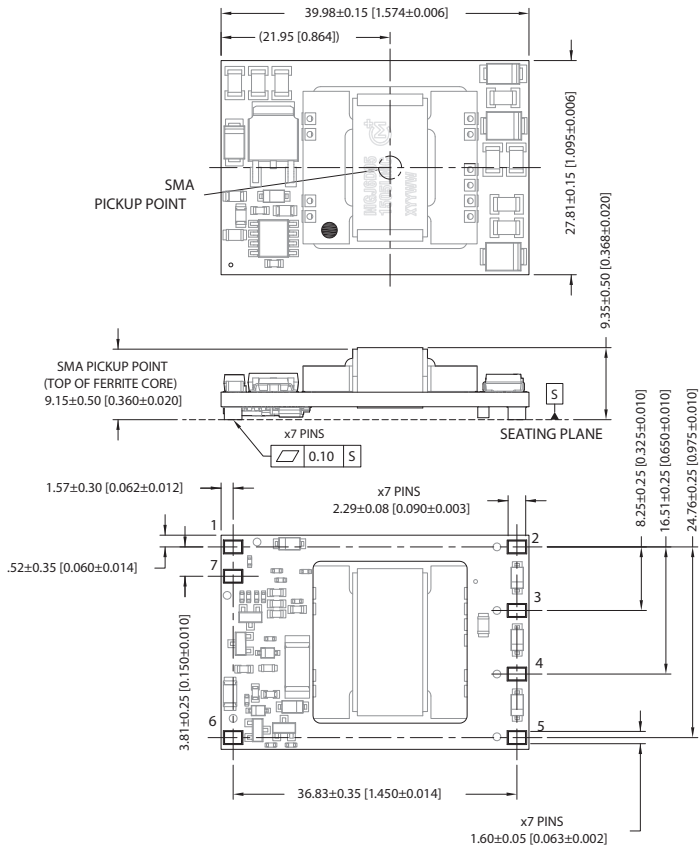 39.98±0.15 [1.574±0.006]
(21.95 [0.864])
SMA
PICKUP POINT
XYYWW
27.81±0.15 [1.095±0.006]
9.35±0.50 [0.368±0.020]
SMA PICKUP POINT
(TOP OF FERRITE CORE)
9.15±0.50 [0.360±0.020]
S
SEATING PLANE
x7 PINS
0.10 S
1.57±0.30 [0.062±0.012]
x7 PINS
2.29±0.08 [0.090±0.003]
8.25±0.25 [0.325±0.010]
16.51±0.25 [0.650±0.010]
24.76±0.25 [0.975±0.010]
.52±0.35 [0.060±0.014]
1
2
7
3
3.81±0.25 [0.150±0.010]
4
6
5
36.83±0.35 [1.450±0.014]
x7 PINS
1.60±0.05 [0.063±0.002]